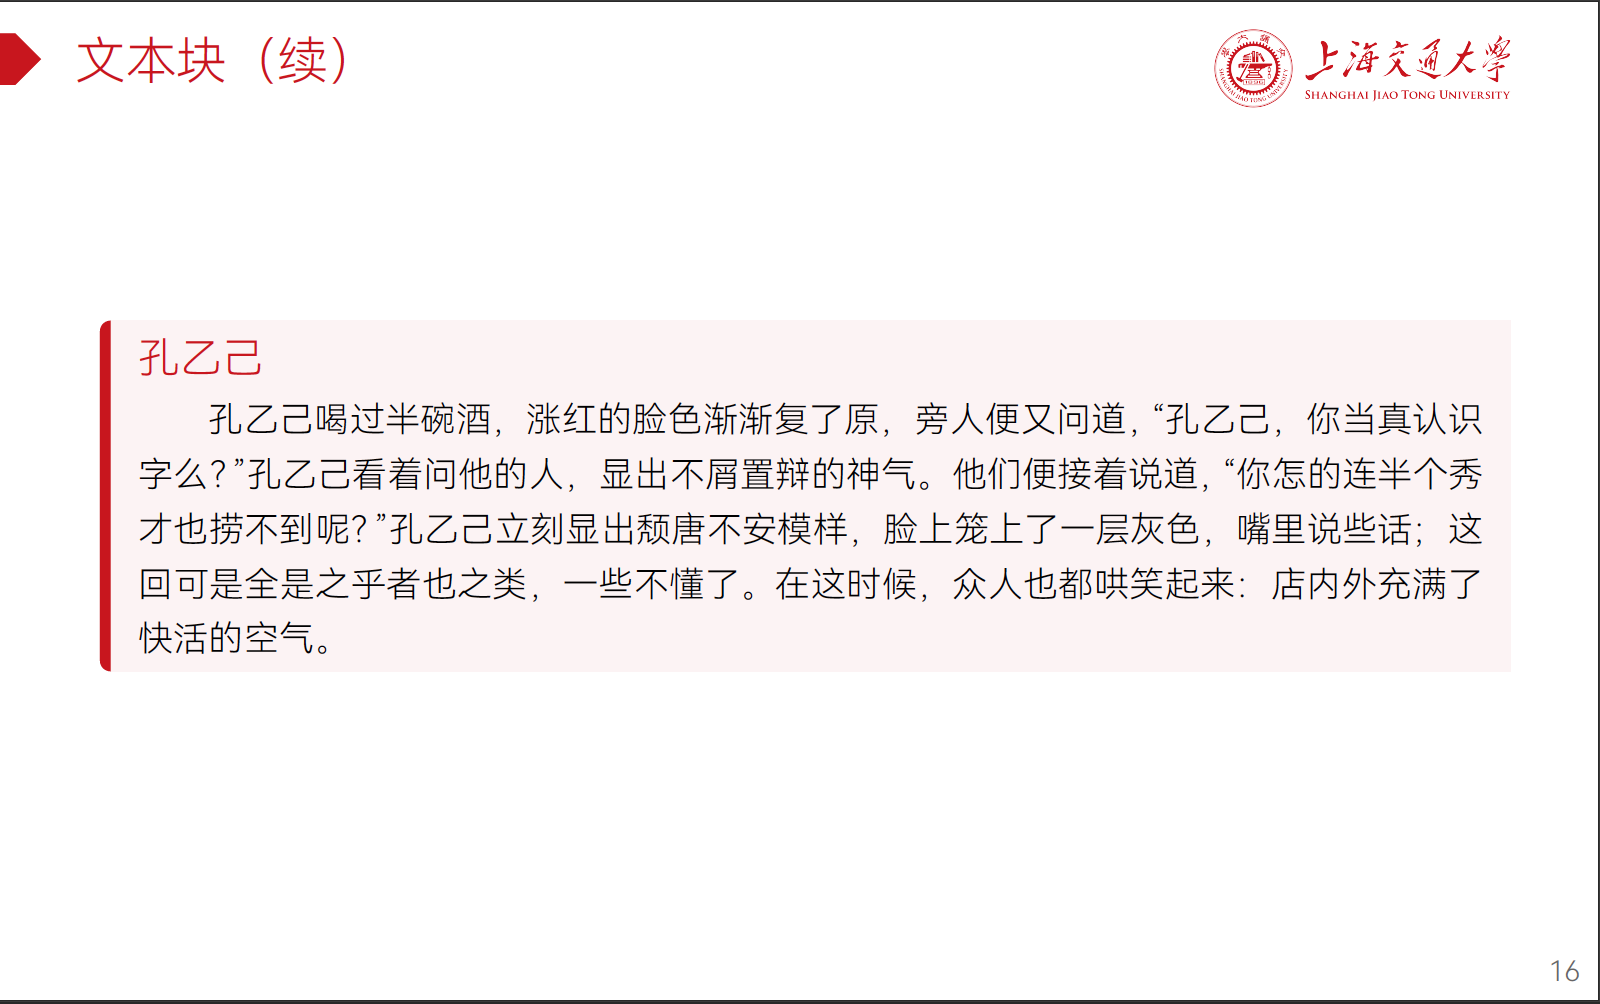 文本块（续）
上海交通大学
SHANGHAI JIAO TONG UNIVERSITY
孔乙己
孔乙己喝过半碗酒，涨红的脸色渐渐复了原，旁人便又问道，“孔乙己，你当真认识
字么？”孔乙己看着问他的人，显出不屑置辩的神气。他们便接着说道，“你怎的连半个秀
才也捞不到呢？”孔乙己立刻显出颓唐不安模样，脸上笼上了一层灰色，嘴里说些话；这
回可是全是之乎者也之类，一些不懂了。在这时候，众人也都哄笑起来：店内外充满了
快活的空气。
16